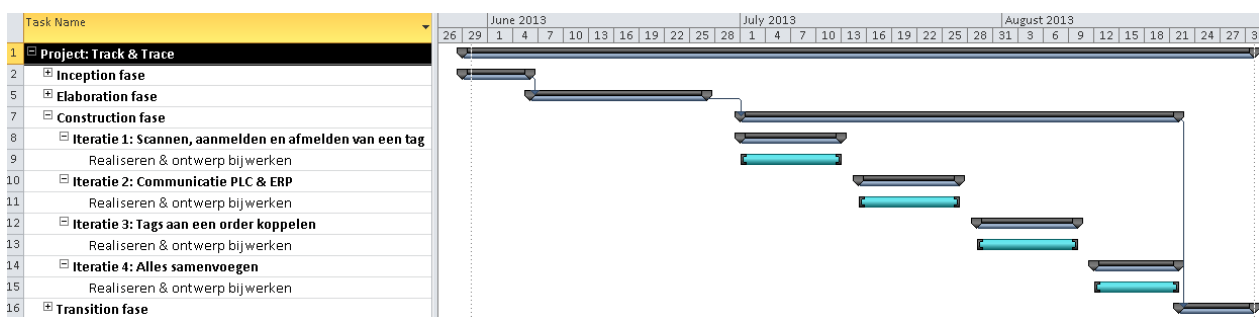 Task Name
June 2013 July 2013 August 2013
26 29 1 4 7 10 13 16 19 22 25 28 1 4 7 10 13 16 19 22 25 28 31 3 6 9 12 15 18 21 24 27 3
1 Project: Track & Trace
2 Inception fase
5 Elaboration fase
7 Construction fase
8 Iteratie 1: Scannen, aanmelden en afmelden van een tag
9 Realiseren & ontwerp bijwerken
10 Iteratie 2: Communicatie PLC & ERP
11 Realiseren & ontwerp bijwerken
12 Iteratie 3: Tags aan een order koppelen
13 Realiseren & ontwerp bijwerken
14 Iteratie 4: Alles samenvoegen
15 Realiseren & ontwerp bijwerken
16 Transition fase